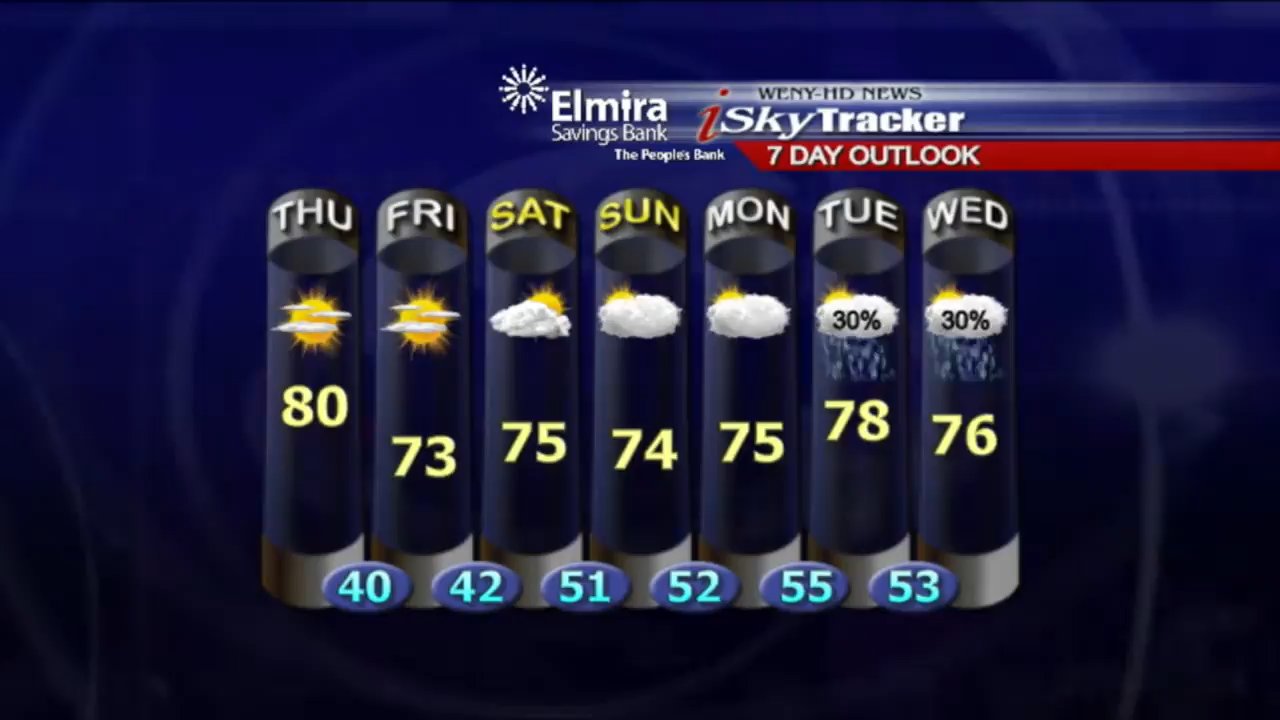 WENY-HD NEWS
Elmira
iSkyTracker
Savings Bank
The People's Bank
7 DAY OUTLOOK
THU FRI SAT SUN MON TUE WED
30% 30%
80 73 75 74 75 78 76
40 42 51 52 55 53